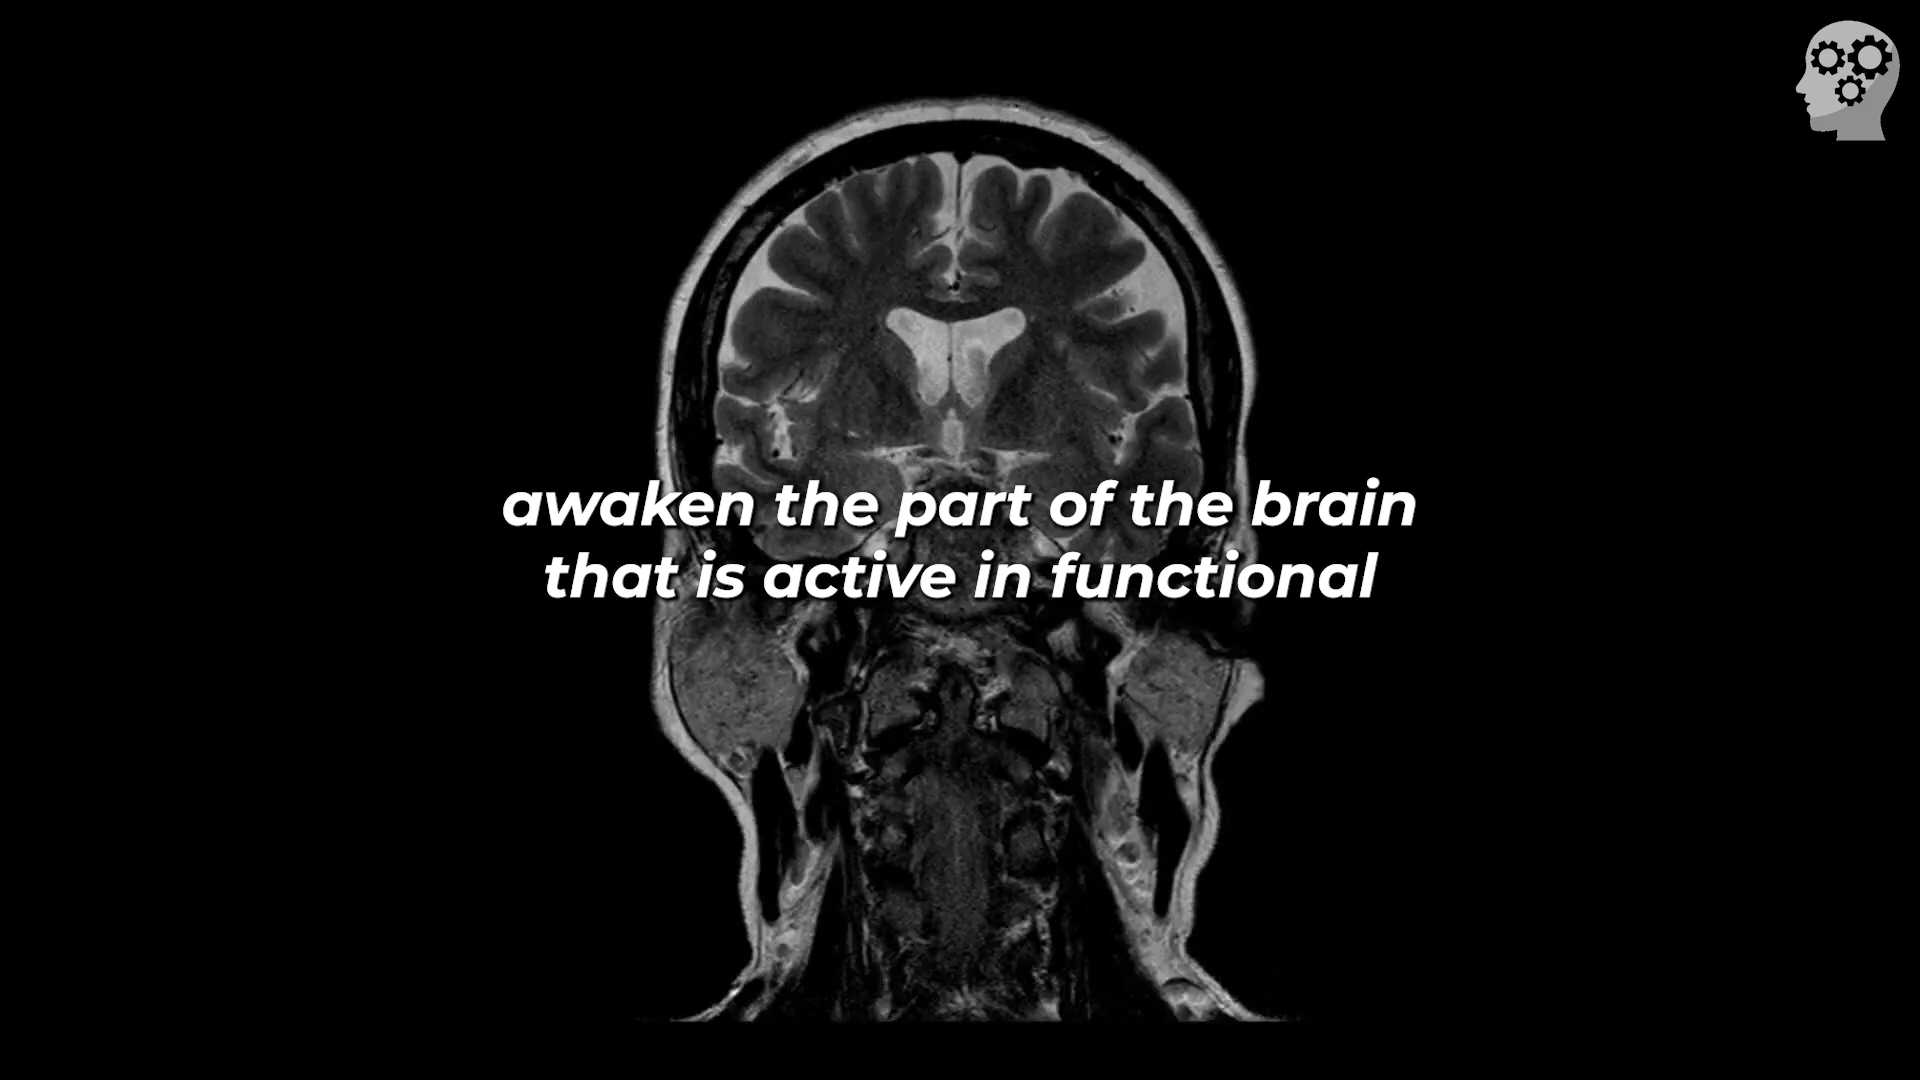 awaken the part of the brain
that is active in functional